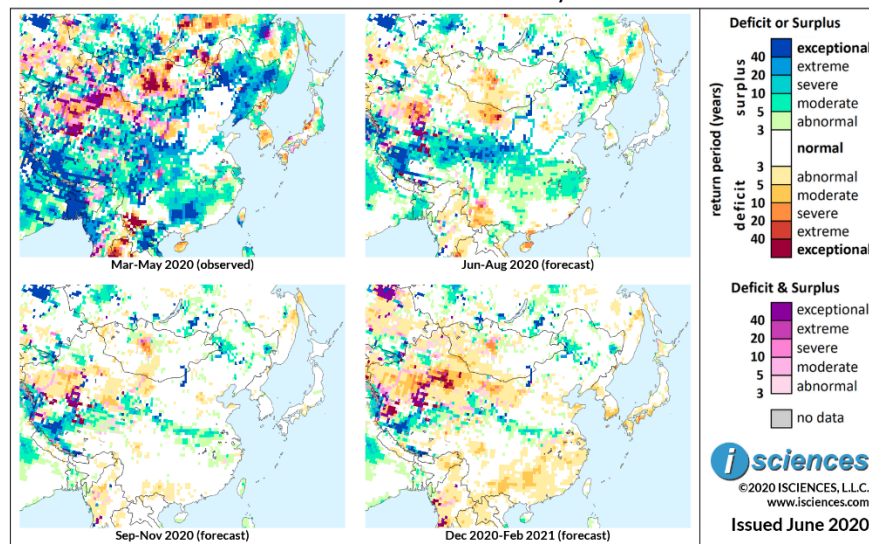 Mar-May 2020 (observed)
Jun-Aug 2020 (forecast)
Sep-Nov 2020 (forecast)
Dec 2020-Feb 2021 (forecast)
Deficit or Surplus
return period (years)
surplus
deficit
40
20
10
5
3
exceptional
extreme
severe
moderate
abnormal
normal
3
5
10
20
40
abnormal
moderate
severe
extreme
exceptional
Deficit & Surplus
40
20
10
5
3
exceptional
extreme
severe
moderate
abnormal
no data
i sciences
©2020 ISCIENCES, L.L.C.
www.isciences.com
Issued June 2020